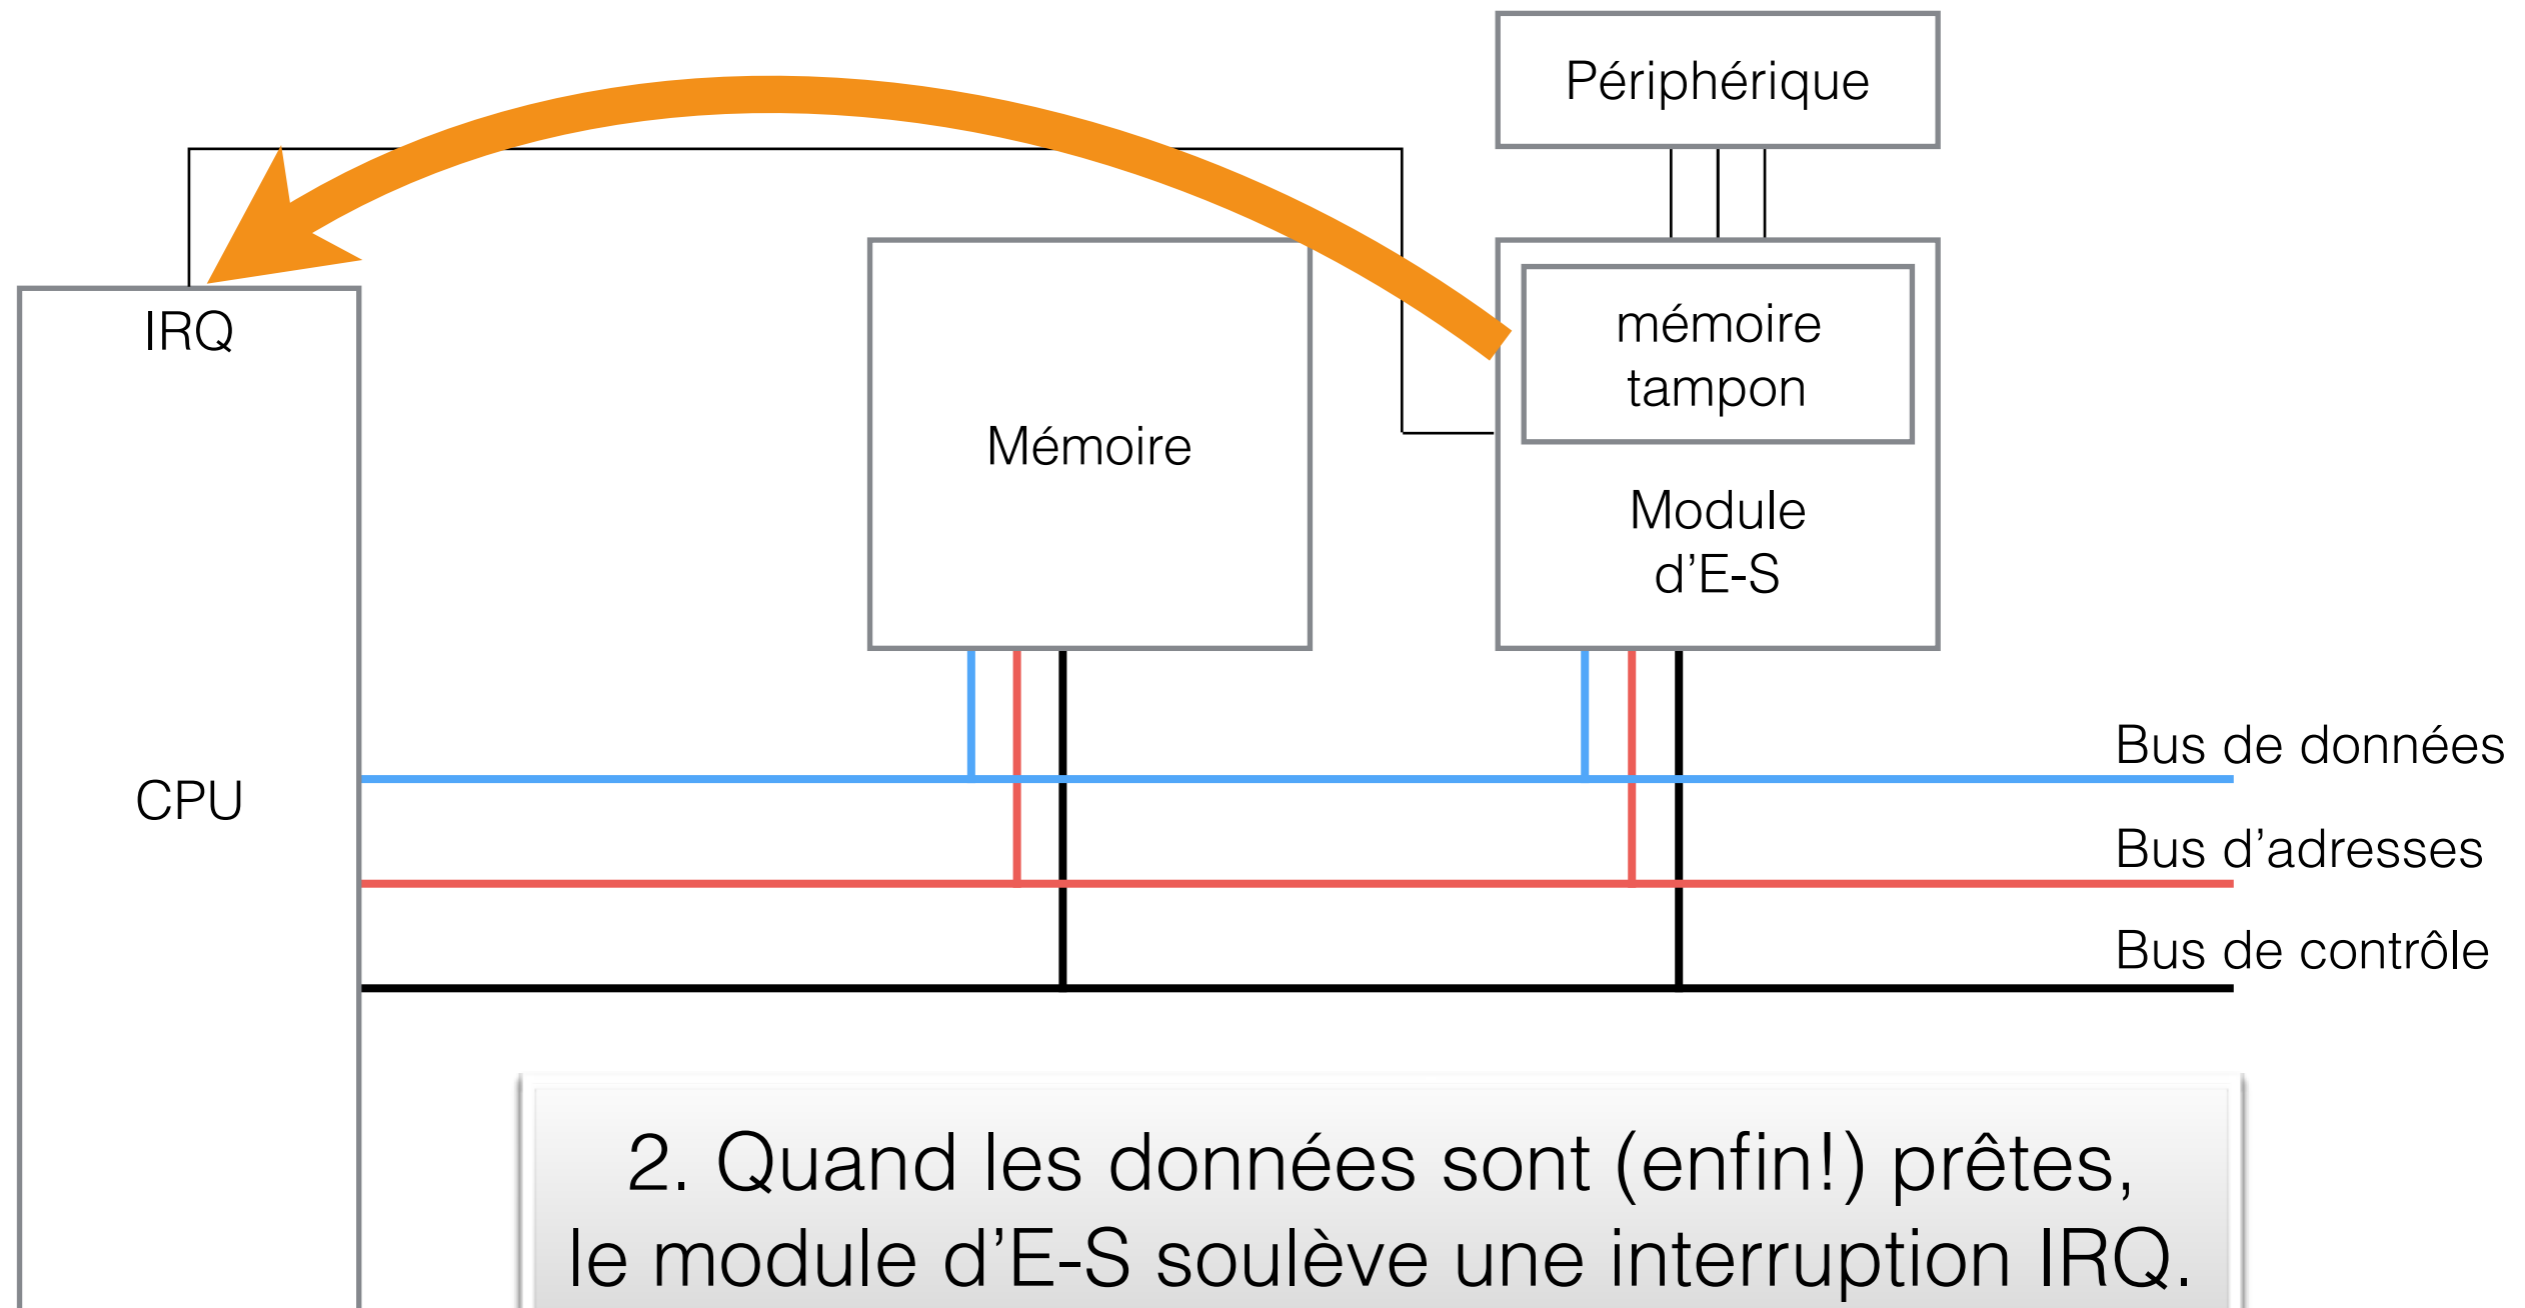 Périphérique
IRQ
mémoire
tampon
Mémoire
Module
d’E-S
CPU
Bus de données
Bus d’adresses
Bus de contrôle
2. Quand les données sont (enfin!) prêtes,
le module d’E-S soulève une interruption IRQ.